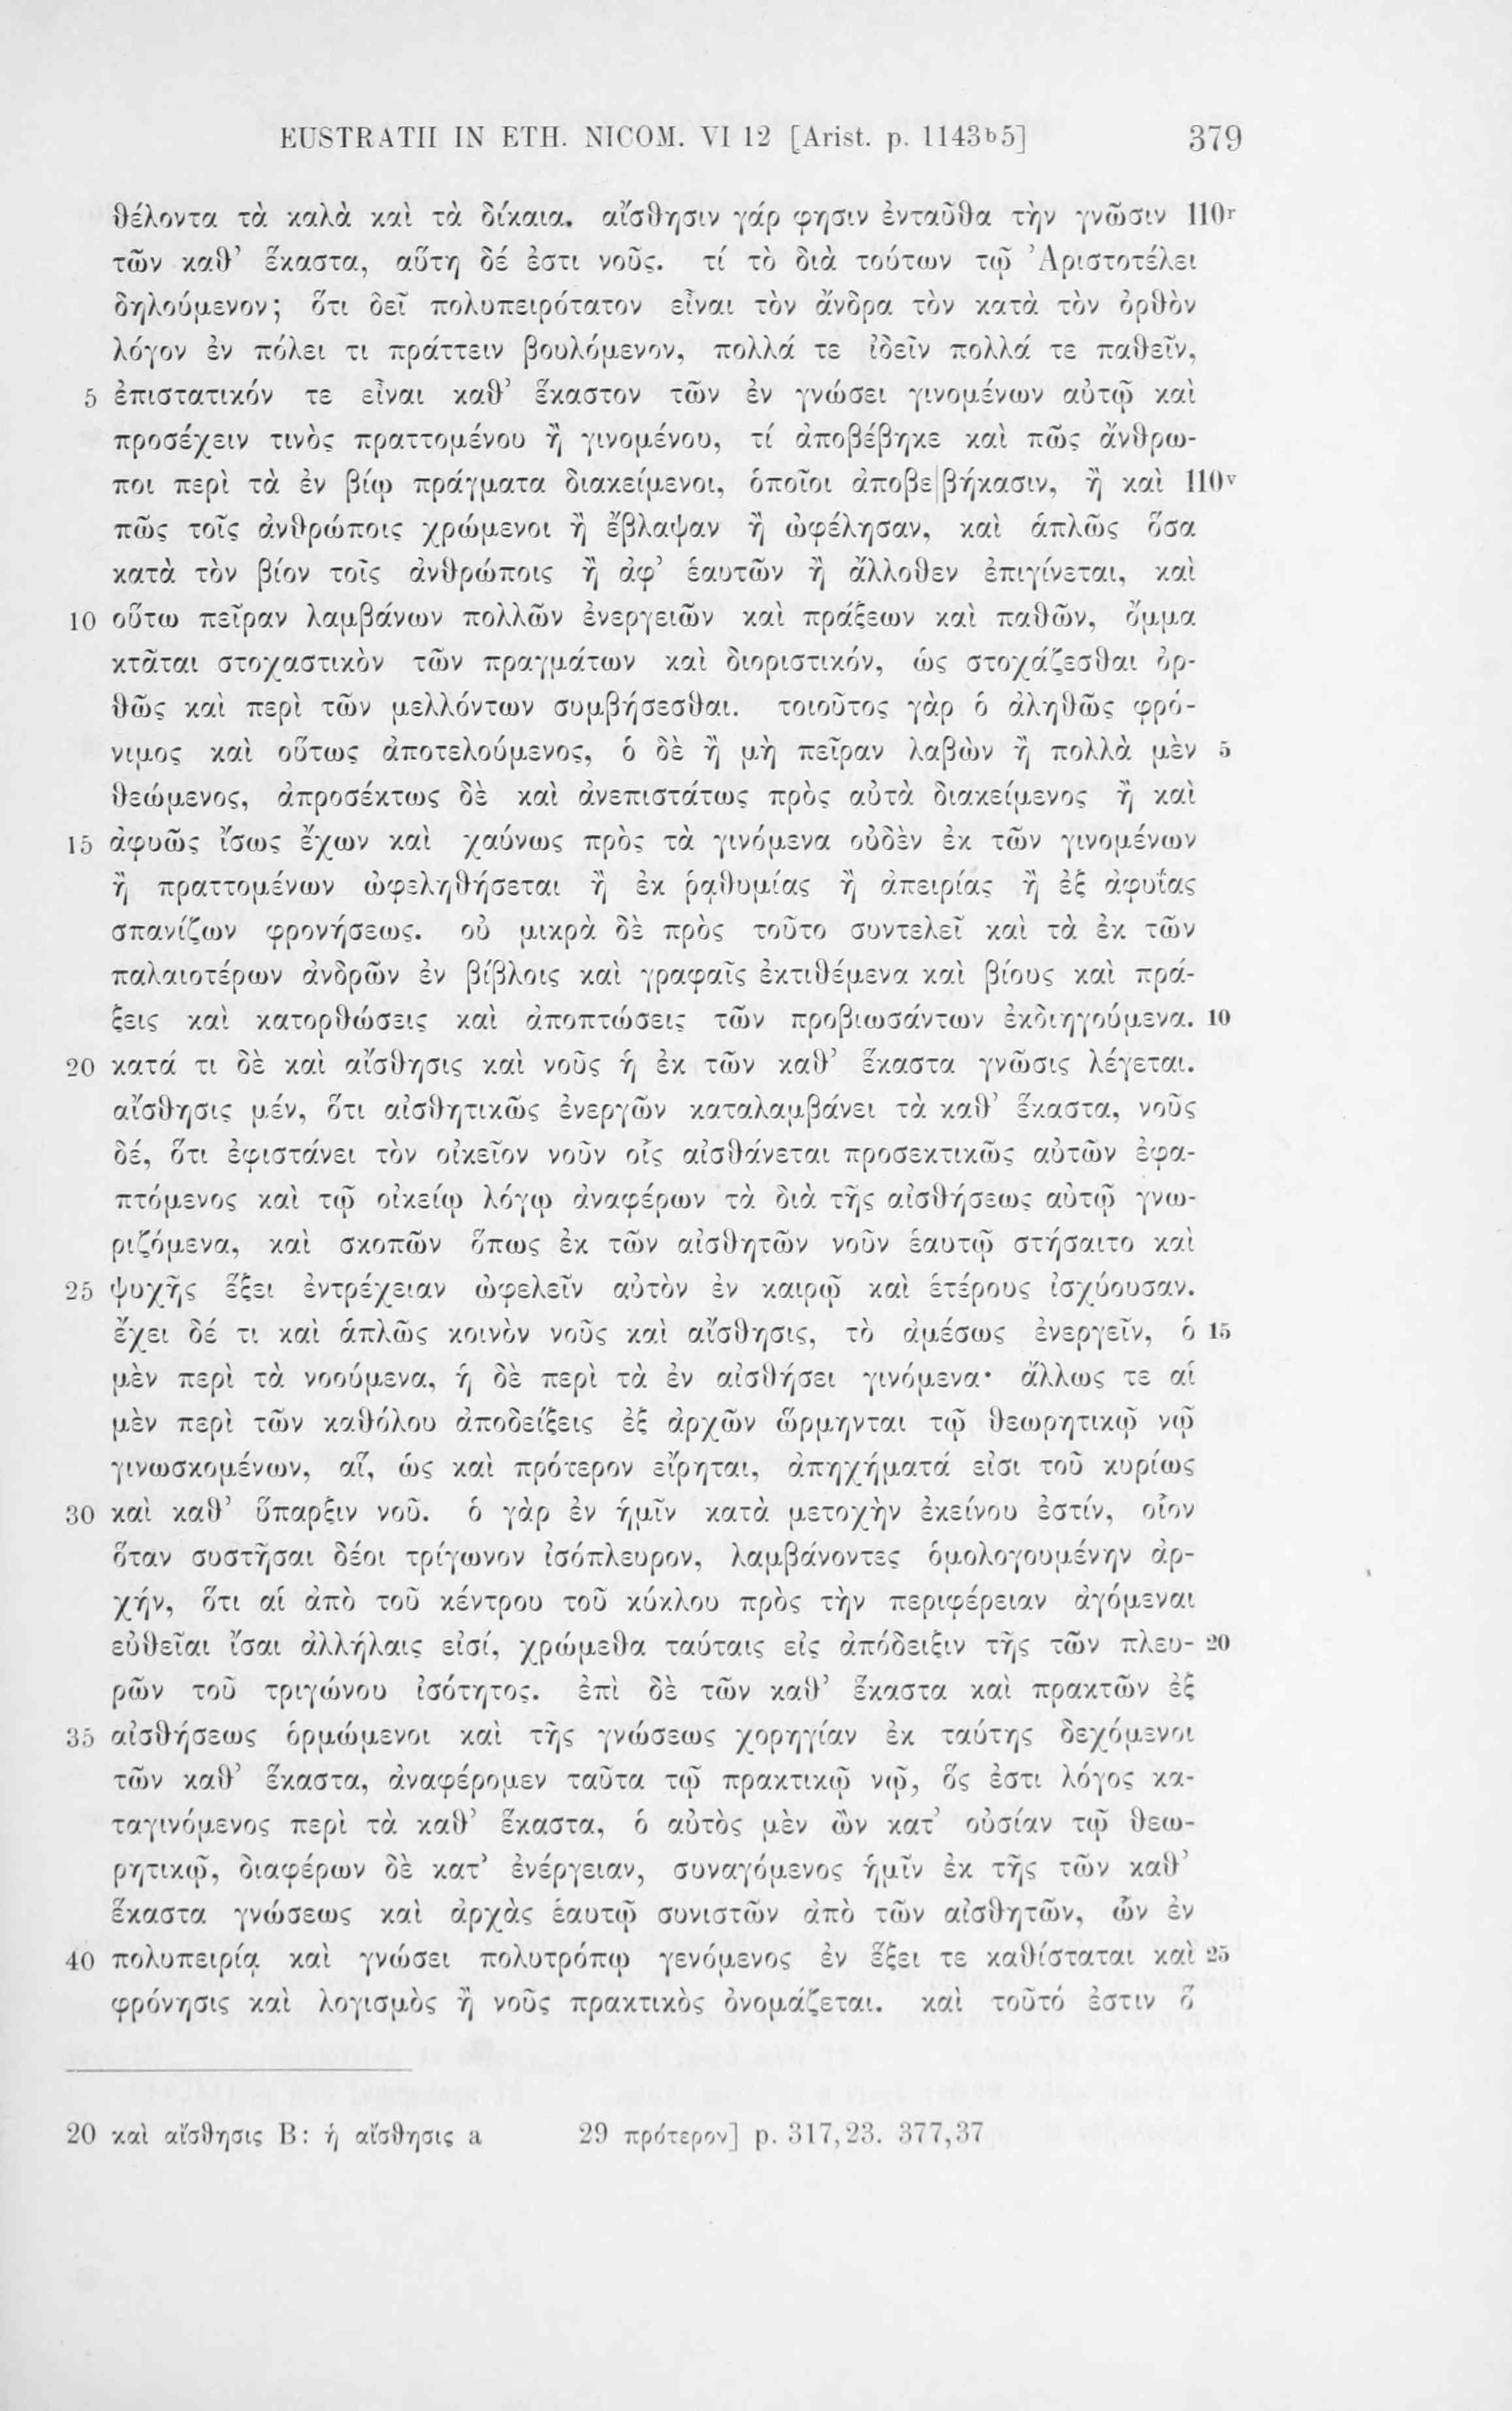 EUSTRATII IN ETH. NICOM. VI 12 [Arist. p. 1143ᵇ5] 379
θέλοντα τὰ καλὰ καὶ τὰ δίκαια. αἴσθησιν γάρ φησιν ἐνταῦθα τὴν γνῶσιν 110ʳ
τῶν καθ’ ἕκαστα, αὕτη δέ ἐστι νοῦς. τί τὸ διὰ τούτων τῷ Ἀριστοτέλει
δηλούμενον; ὅτι δεῖ πολυπειρότατον εἶναι τὸν ἄνδρα τὸν κατὰ τὸν ὀρθὸν
λόγον ἐν πόλει τι πράττειν βουλόμενον, πολλά τε ἰδεῖν πολλά τε παθεῖν,
5 ἐπιστατικόν τε εἶναι καθ’ ἕκαστον τῶν ἐν γνώσει γινομένων αὐτῷ καὶ
προσέχειν τινὸς πραττομένου ἢ γινομένου, τί ἀποβέβηκε καὶ πῶς ἄνθρω-
ποι περὶ τὰ ἐν βίῳ πράγματα διακείμενοι, ὁποῖοι ἀποβε|βήκασιν, ἢ καὶ 110ᵛ
πῶς τοῖς ἀνθρώποις χρώμενοι ἢ ἔβλαψαν ἢ ὠφέλησαν, καὶ ἁπλῶς ὅσα
κατὰ τὸν βίον τοῖς ἀνθρώποις ἢ ἀφ’ ἑαυτῶν ἢ ἄλλοθεν ἐπιγίνεται, καὶ
10 οὕτω πεῖραν λαμβάνων πολλῶν ἐνεργειῶν καὶ πράξεων καὶ παθῶν, ὄμμα
κτᾶται στοχαστικὸν τῶν πραγμάτων καὶ διοριστικόν, ὡς στοχάζεσθαι ὀρ-
θῶς καὶ περὶ τῶν μελλόντων συμβήσεσθαι. τοιοῦτος γὰρ ὁ ἀληθῶς φρό-
νιμος καὶ οὕτως ἀποτελούμενος, ὁ δὲ ἢ μὴ πεῖραν λαβὼν ἢ πολλὰ μὲν 5
θεώμενος, ἀπροσέκτως δὲ καὶ ἀνεπιστάτως πρὸς αὐτὰ διακείμενος ἢ καὶ
15 ἀφυῶς ἴσως ἔχων καὶ χαύνως πρὸς τὰ γινόμενα οὐδὲν ἐκ τῶν γινομένων
ἢ πραττομένων ὠφεληθήσεται ἢ ἐκ ῥᾳθυμίας ἢ ἀπειρίας ἢ ἐξ ἀφυΐας
σπανίζων φρονήσεως. οὐ μικρὰ δὲ πρὸς τοῦτο συντελεῖ καὶ τὰ ἐκ τῶν
παλαιοτέρων ἀνδρῶν ἐν βίβλοις καὶ γραφαῖς ἐκτιθέμενα καὶ βίους καὶ πρά-
ξεις καὶ κατορθώσεις καὶ ἀποπτώσεις τῶν προβιωσάντων ἐκδιηγούμενα. 10
20 κατά τι δὲ καὶ αἴσθησις καὶ νοῦς ἡ ἐκ τῶν καθ’ ἕκαστα γνῶσις λέγεται.
αἴσθησις μέν, ὅτι αἰσθητικῶς ἐνεργῶν καταλαμβάνει τὰ καθ’ ἕκαστα, νοῦς
δέ, ὅτι ἐφιστάνει τὸν οἰκεῖον νοῦν οἷς αἰσθάνεται προσεκτικῶς αὐτῶν ἐφα-
πτόμενος καὶ τῷ οἰκείῳ λόγῳ ἀναφέρων τὰ διὰ τῆς αἰσθήσεως αὐτῷ γνω-
ριζόμενα, καὶ σκοπῶν ὅπως ἐκ τῶν αἰσθητῶν νοῦν ἑαυτῷ στήσαιτο καὶ
25 ψυχῆς ἕξει ἐντρέχειαν ὠφελεῖν αὐτὸν ἐν καιρῷ καὶ ἑτέρους ἰσχύουσαν.
ἔχει δέ τι καὶ ἁπλῶς κοινὸν νοῦς καὶ αἴσθησις, τὸ ἀμέσως ἐνεργεῖν, ὁ 15
μὲν περὶ τὰ νοούμενα, ἡ δὲ περὶ τὰ ἐν αἰσθήσει γινόμενα· ἄλλως τε αἱ
μὲν περὶ τῶν καθόλου ἀποδείξεις ἐξ ἀρχῶν ὥρμηνται τῷ θεωρητικῷ νῷ
γινωσκομένων, αἵ, ὡς καὶ πρότερον εἴρηται, ἀπηχήματά εἰσι τοῦ κυρίως
30 καὶ καθ’ ὕπαρξιν νοῦ. ὁ γὰρ ἐν ἡμῖν κατὰ μετοχὴν ἐκείνου ἐστίν, οἷον
ὅταν συστῆσαι δέοι τρίγωνον ἰσόπλευρον, λαμβάνοντες ὁμολογουμένην ἀρ-
χήν, ὅτι αἱ ἀπὸ τοῦ κέντρου τοῦ κύκλου πρὸς τὴν περιφέρειαν ἀγόμεναι
εὐθεῖαι ἴσαι ἀλλήλαις εἰσί, χρώμεθα ταύταις εἰς ἀπόδειξιν τῆς τῶν πλευ- 20
ρῶν τοῦ τριγώνου ἰσότητος. ἐπὶ δὲ τῶν καθ’ ἕκαστα καὶ πρακτῶν ἐξ
35 αἰσθήσεως ὁρμώμενοι καὶ τῆς γνώσεως χορηγίαν ἐκ ταύτης δεχόμενοι
τῶν καθ’ ἕκαστα, ἀναφέρομεν ταῦτα τῷ πρακτικῷ νῷ, ὅς ἐστι λόγος κα-
ταγινόμενος περὶ τὰ καθ’ ἕκαστα, ὁ αὐτὸς μὲν ὢν κατ’ οὐσίαν τῷ θεω-
ρητικῷ, διαφέρων δὲ κατ’ ἐνέργειαν, συναγόμενος ἡμῖν ἐκ τῆς τῶν καθ’
ἕκαστα γνώσεως καὶ ἀρχὰς ἑαυτῷ συνιστῶν ἀπὸ τῶν αἰσθητῶν, ὧν ἐν
40 πολυπειρίᾳ καὶ γνώσει πολυτρόπῳ γενόμενος ἐν ἕξει τε καθίσταται καὶ 25
φρόνησις καὶ λογισμὸς ἢ νοῦς πρακτικὸς ὀνομάζεται. καὶ τοῦτό ἐστιν ὃ
20 καὶ αἴσθησις B: ἡ αἴσθησις a 29 πρότερον] p. 317,23. 377,37